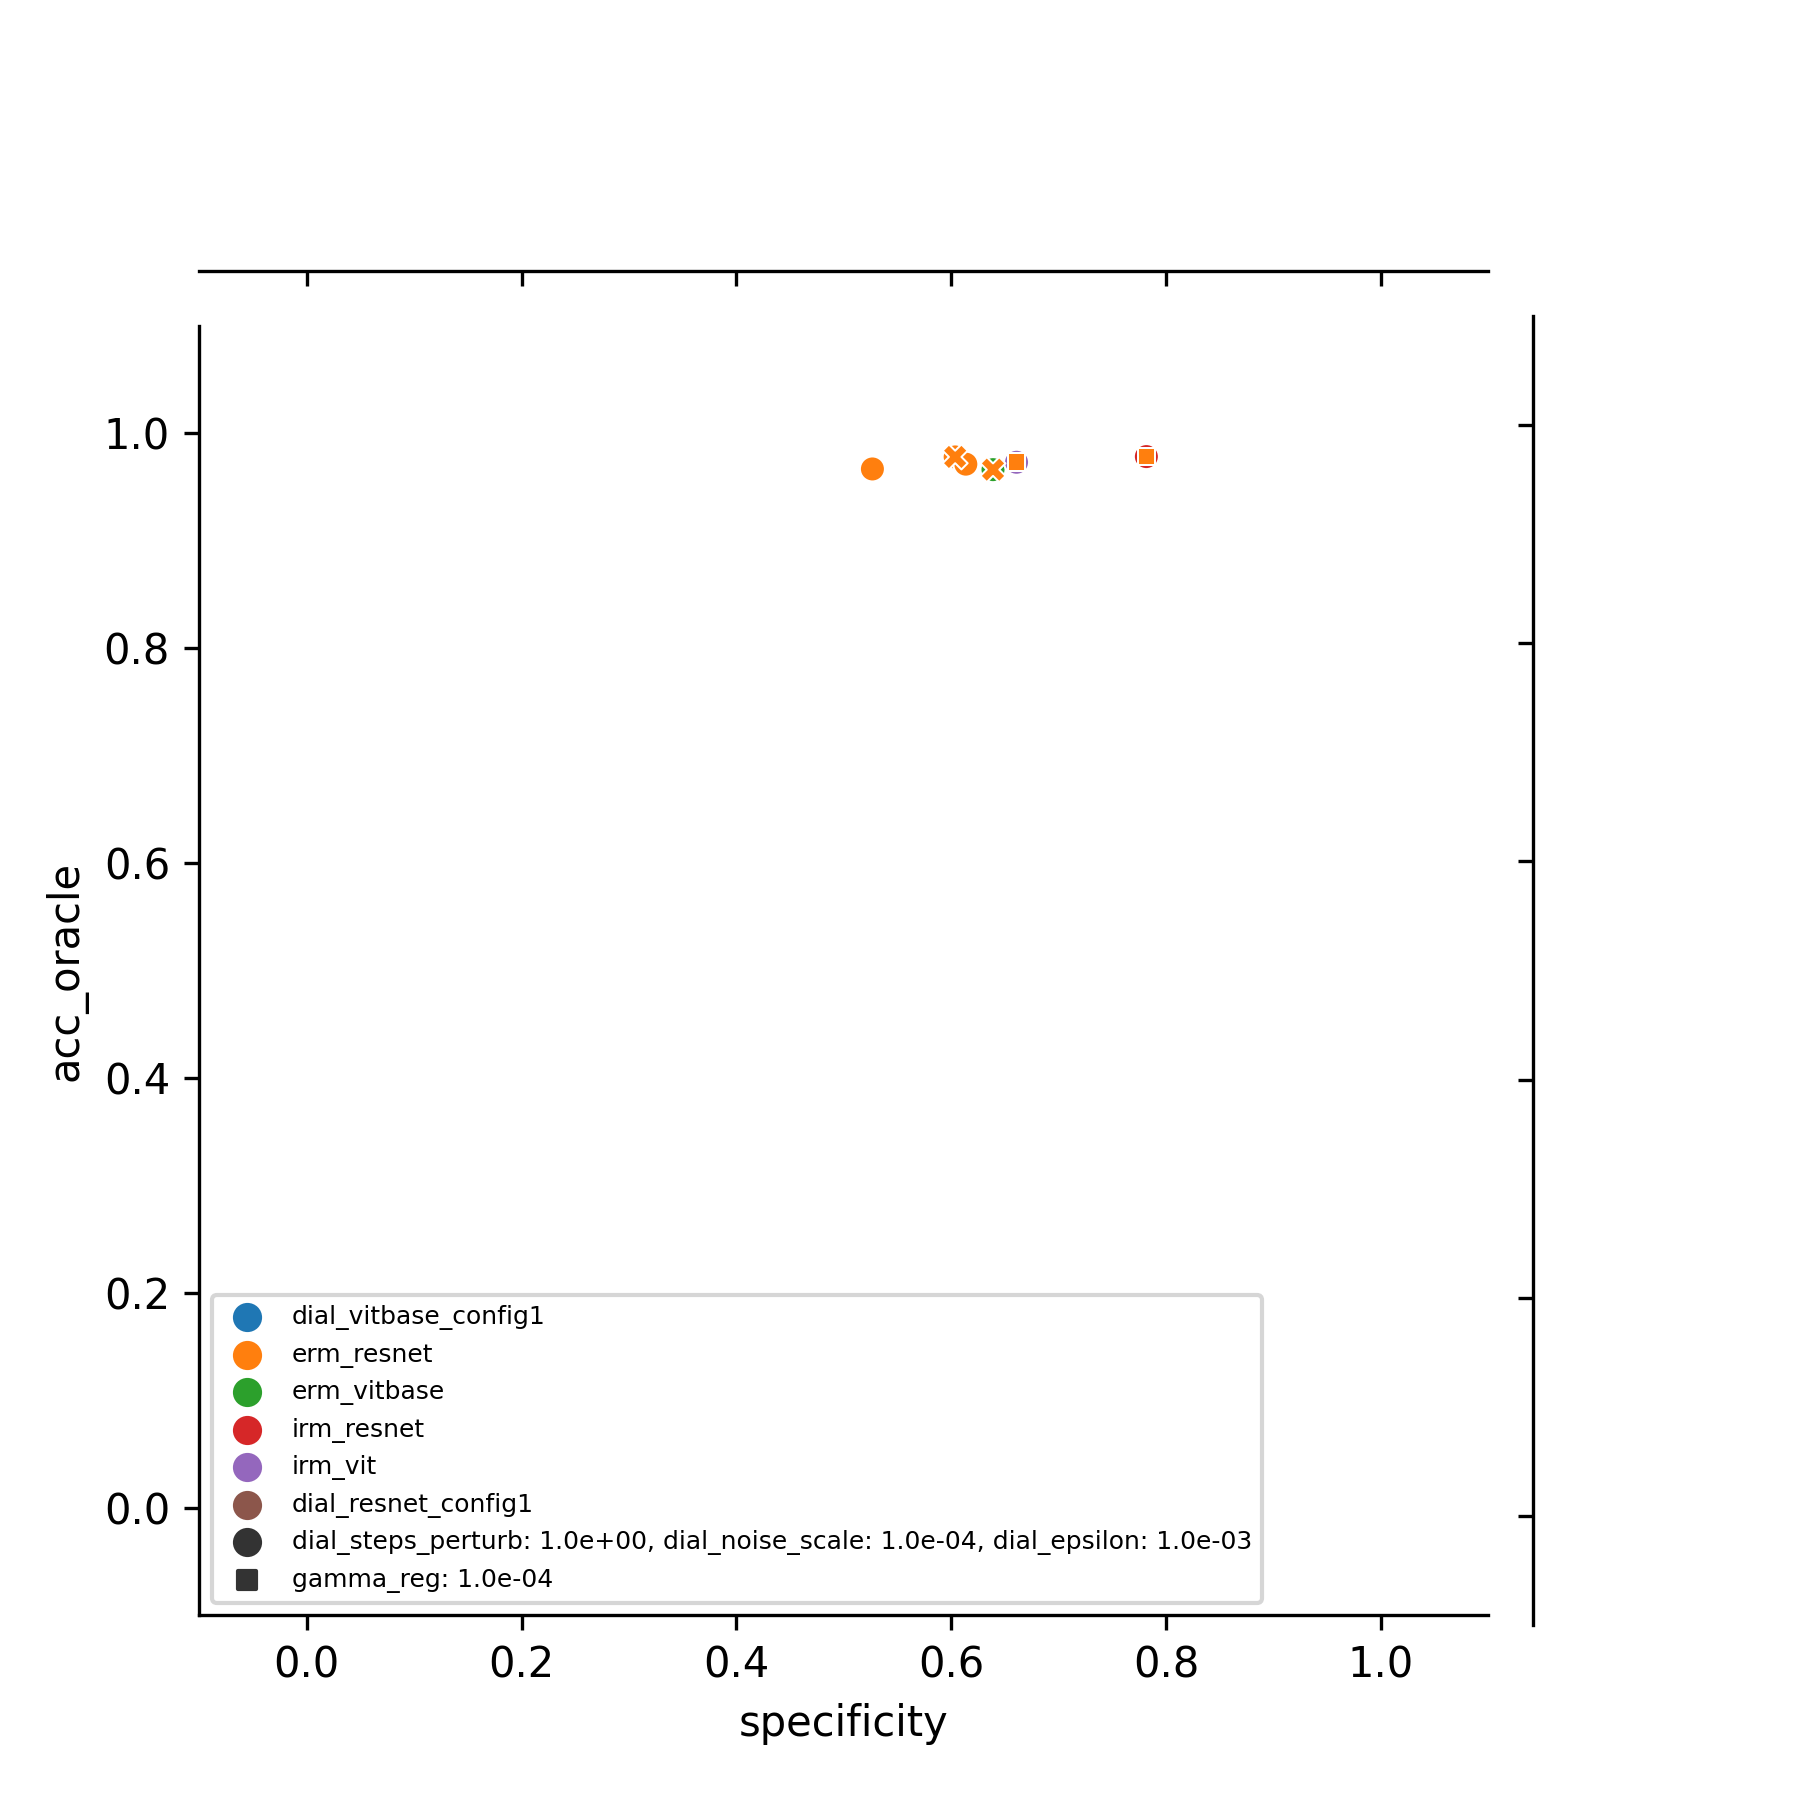 1.0
0.8
0.6
0.4
0.2
0.0
acc_oracle
dial_vitbase_config1
erm_resnet
erm_vitbase
irm_resnet
irm_vit
dial_resnet_config1
dial_steps_perturb: 1.0e+00, dial_noise_scale: 1.0e-04, dial_epsilon: 1.0e-03
gamma_reg: 1.0e-04
0.0 0.2 0.4 0.6 0.8 1.0
specificity